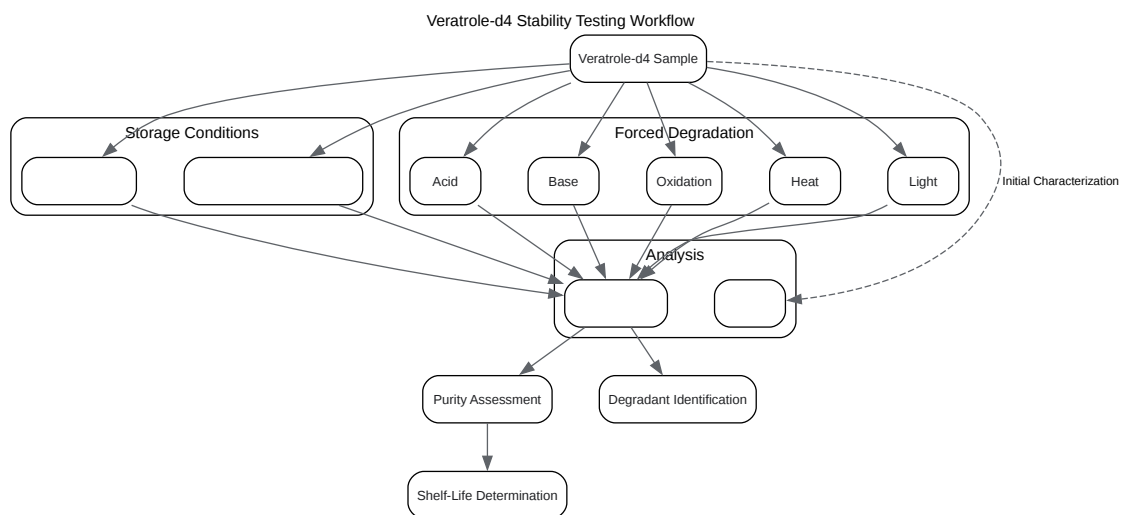 Veratrole-d4 Stability Testing Workflow
Veratrole-d4 Sample
Storage Conditions
Forced Degradation
Acid
Base
Oxidation
Heat
Light
Initial Characterization
Analysis
Purity Assessment
Degradant Identification
Shelf-Life Determination